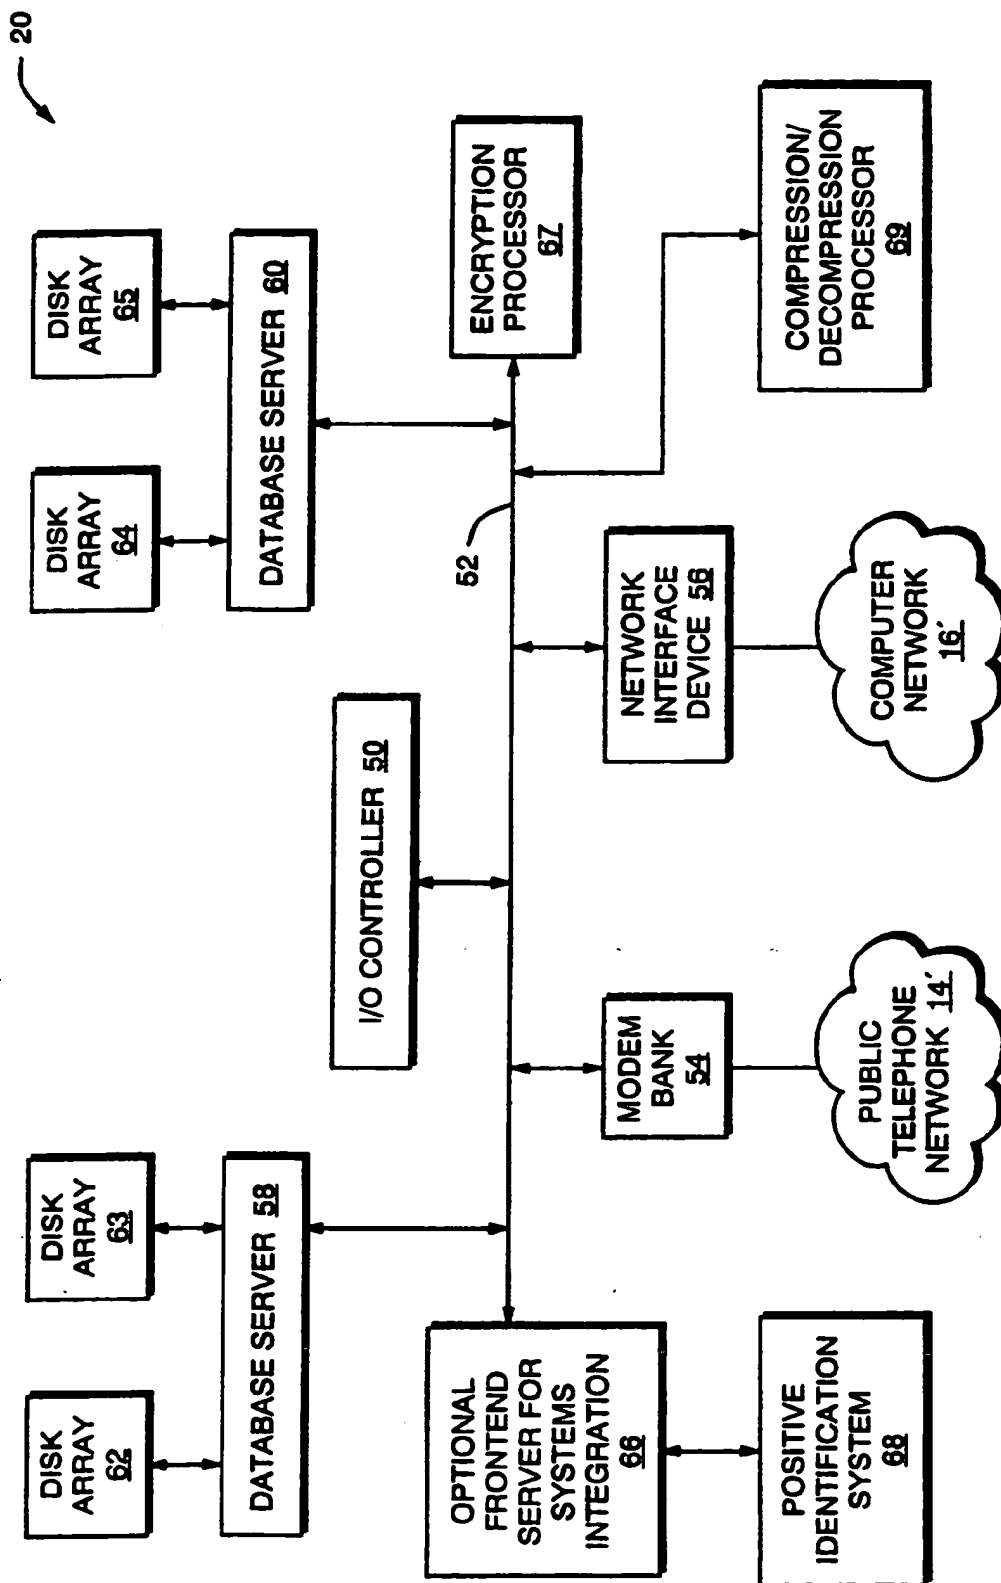 20
DISK
ARRAY
62
DISK
ARRAY
63
DISK
ARRAY
64
DISK
ARRAY
65
DATABASE SERVER 58
DATABASE SERVER 60
I/O CONTROLLER 50
OPTIONAL
FRONTEND
SERVER FOR
SYSTEMS
INTEGRATION
66
52
ENCRYPTION
PROCESSOR
67
MODEM
BANK
54
NETWORK
INTERFACE
DEVICE 56
POSITIVE
IDENTIFICATION
SYSTEM
68
PUBLIC
TELEPHONE
NETWORK 14'
COMPUTER
NETWORK
16'
COMPRESSION/
DECOMPRESSION
PROCESSOR
69